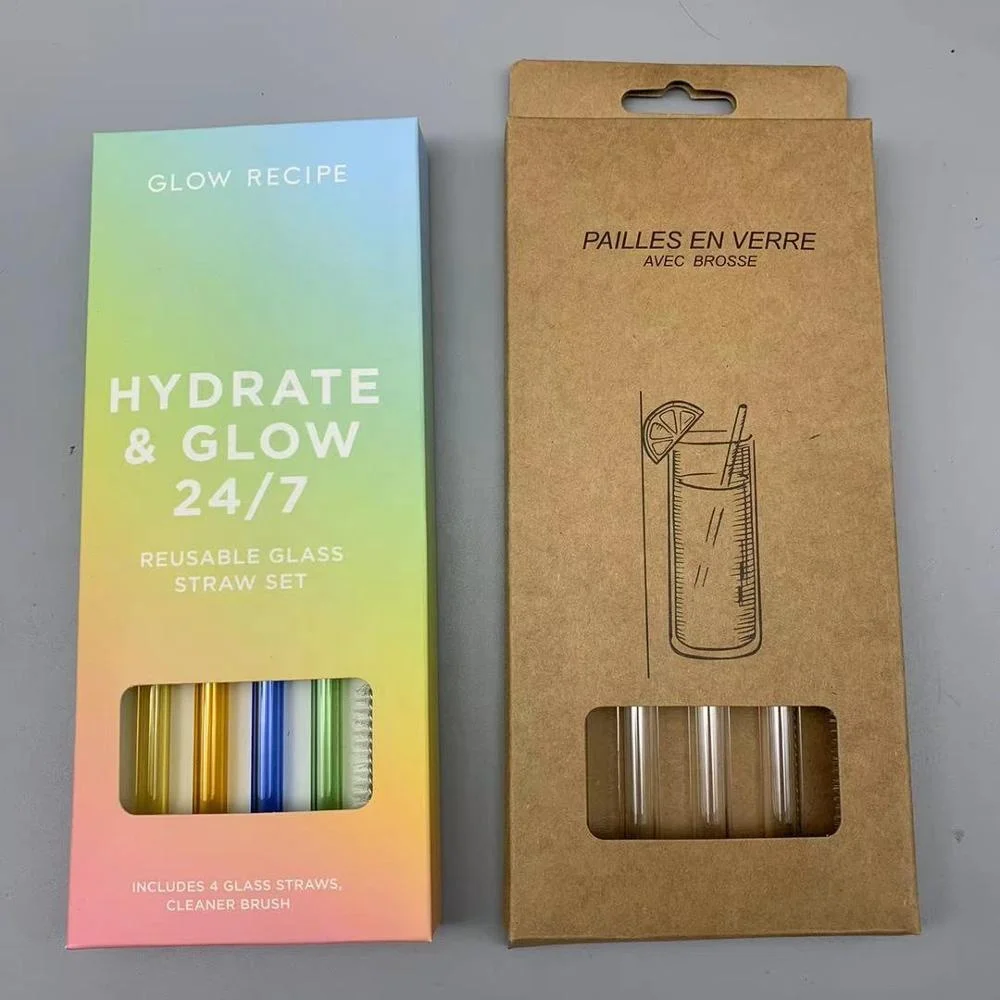 GLOW RECIPE
HYDRATE
& GLOW
24/7
REUSABLE GLASS
STRAW SET
INCLUDES 4 GLASS STRAWS,
CLEANER BRUSH
PAILLES EN VERRE
AVEC BROSSE